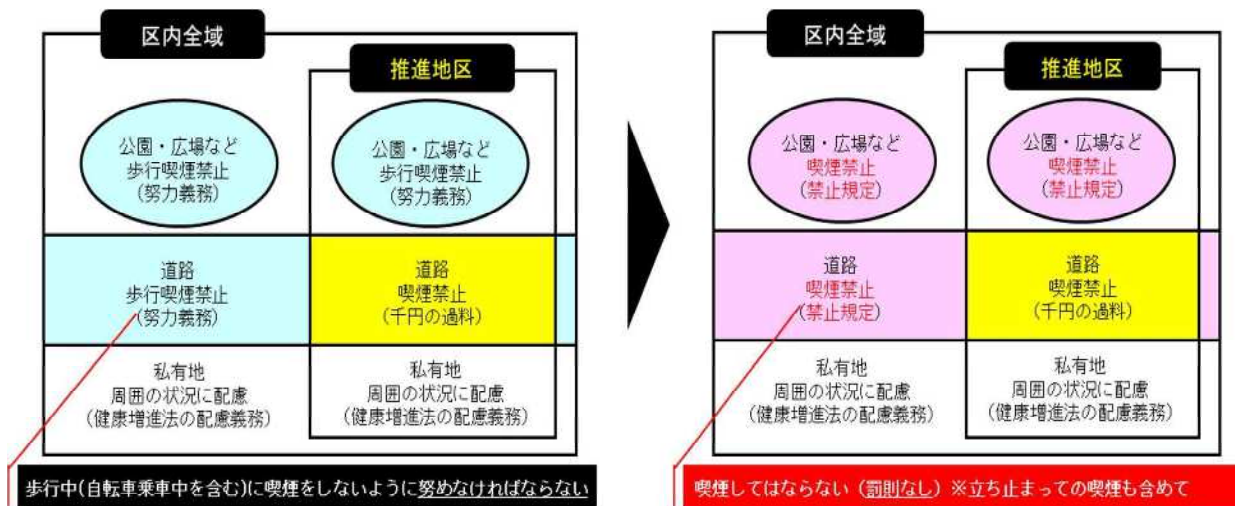 区内全域
推進地区
公園・広場など
歩行喫煙禁止
(努力義務)
公園・広場など
歩行喫煙禁止
(努力義務)
道路
歩行喫煙禁止
(努力義務)
道路
喫煙禁止
(千円の過料)
私有地
周囲の状況に配慮
(健康増進法の配慮義務)
私有地
周囲の状況に配慮
(健康増進法の配慮義務)
歩行中(自転車乗車中を含む)に喫煙をしないように努めなければならない
区内全域
推進地区
公園・広場など
喫煙禁止
(禁止規定)
公園・広場など
喫煙禁止
(禁止規定)
道路
喫煙禁止
(禁止規定)
道路
喫煙禁止
(千円の過料)
私有地
周囲の状況に配慮
(健康増進法の配慮義務)
私有地
周囲の状況に配慮
(健康増進法の配慮義務)
喫煙してはならない（罰則なし）※立ち止まっての喫煙も含めて